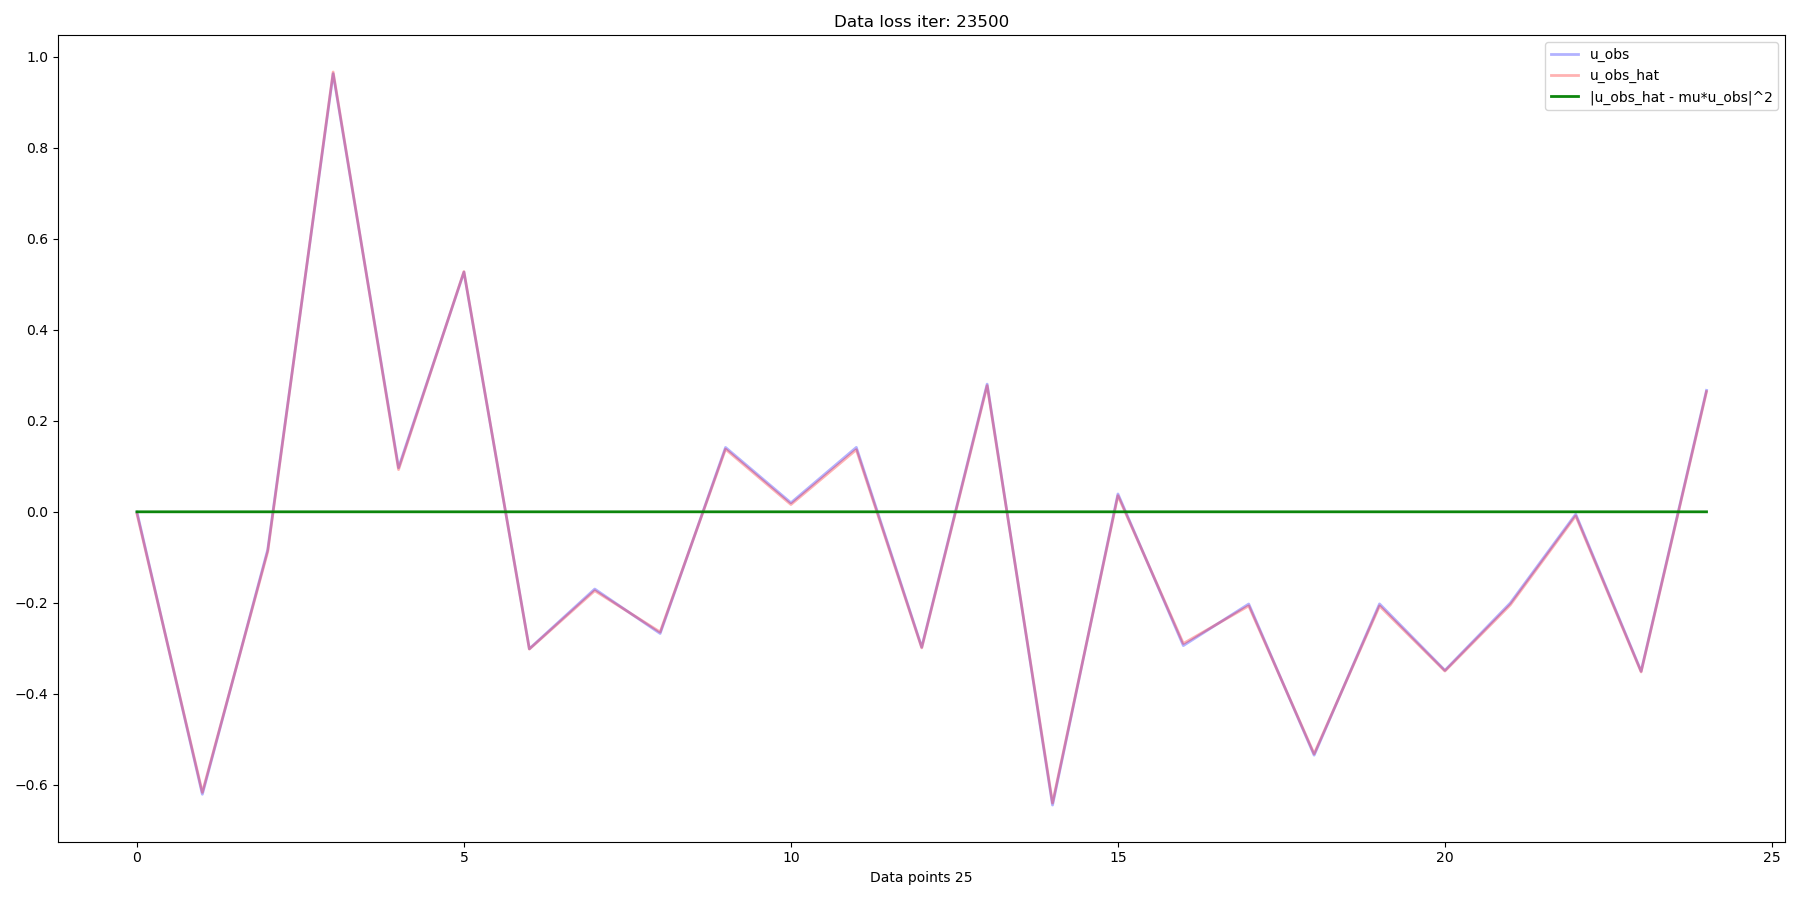 Data loss iter: 23500
u_obs
u_obs_hat
|u_obs_hat - mu*u_obs|^2
1.0
0.8
0.6
0.4
0.2
0.0
−0.2
−0.4
−0.6
0 5 10 15 20 25
Data points 25